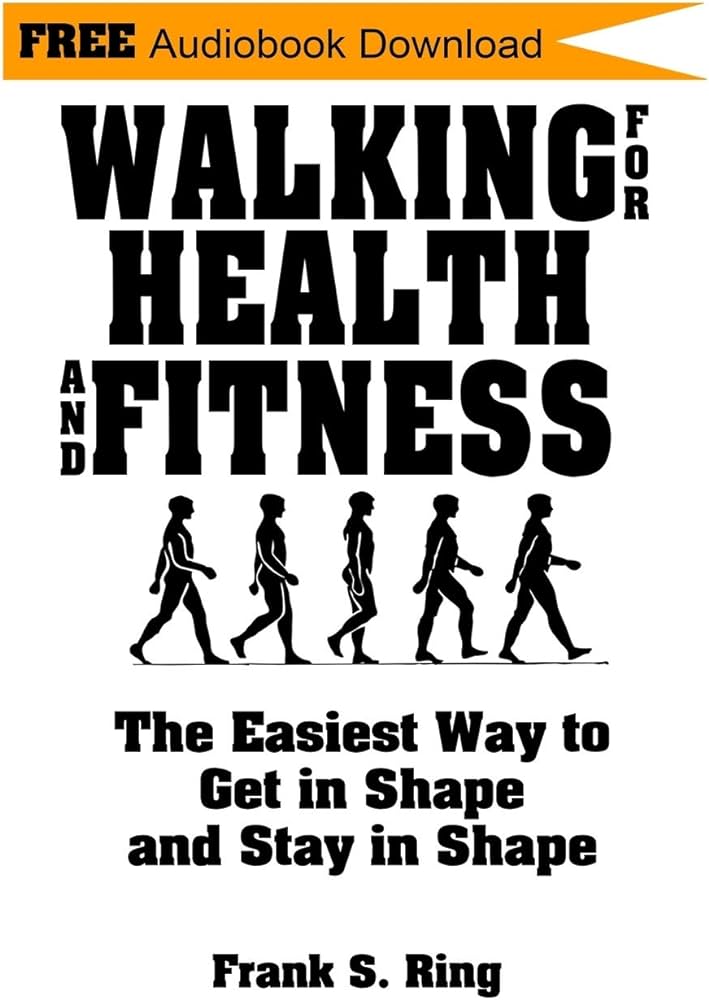 FREE Audiobook Download
WALKING FOR
HEALTH
AND FITNESS
The Easiest Way to
Get in Shape
and Stay in Shape
Frank S. Ring